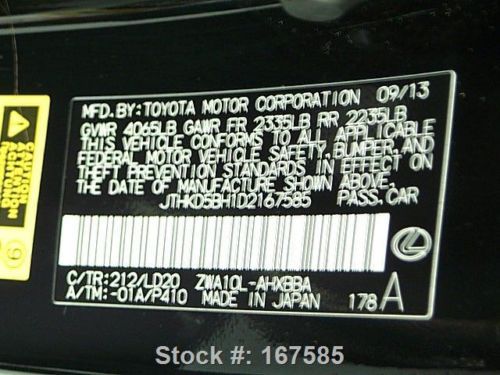 MFD. BY: TOYOTA MOTOR CORPORATION 09/13
GVWR 4065LB GAWR FR 2335LB RR 2235LB
THIS VEHICLE CONFORMS TO ALL APPLICABLE
FEDERAL MOTOR VEHICLE SAFETY, BUMPER, AND
THEFT PREVENTION STANDARDS IN EFFECT ON
THE DATE OF MANUFACTURE SHOWN ABOVE.
JTHKD5BH1D2167585 PASS. CAR
C/TR: 212/LD20 ZWA10L-AHXBBA
A/TM: -01A/P410 MADE IN JAPAN 178 A
CAUTION
Stock #: 167585